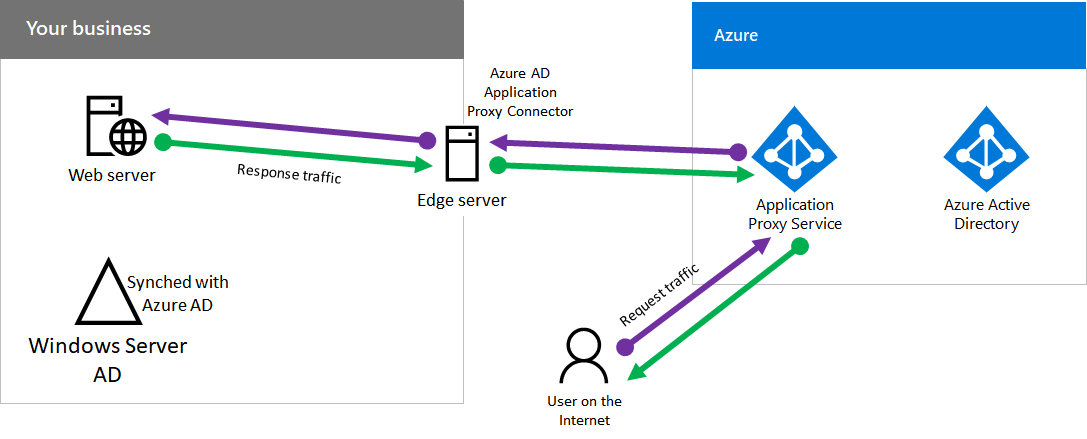 Your business
Azure
Azure AD
Application
Proxy Connector
Web server
Response traffic
Edge server
Application
Proxy Service
Azure Active
Directory
Synched with
Azure AD
Windows Server
AD
Request traffic
User on the
Internet